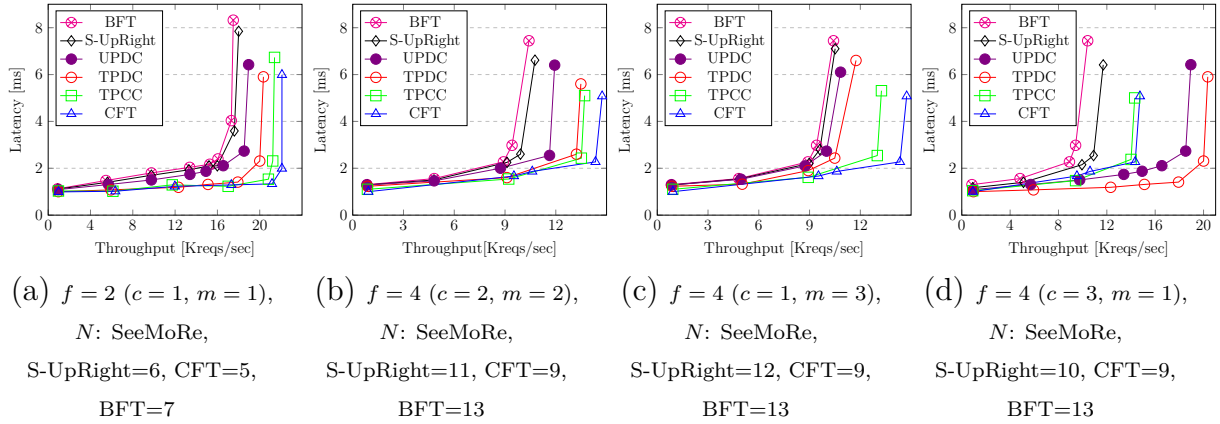 BFT
S-UpRight
UPDC
TPDC
TPCC
CFT
8
6
4
2
0
Latency [ms]
0 4 8 12 16 20
Throughput [Kreqs/sec]
(a) f = 2 (c = 1, m = 1),
N: SeeMoRe,
S-UpRight=6, CFT=5,
BFT=7
BFT
S-UpRight
UPDC
TPDC
TPCC
CFT
8
6
4
2
0
Latency [ms]
0 3 6 9 12
Throughput[Kreqs/sec]
(b) f = 4 (c = 2, m = 2),
N: SeeMoRe,
S-UpRight=11, CFT=9,
BFT=13
BFT
S-UpRight
UPDC
TPDC
TPCC
CFT
8
6
4
2
0
Latency [ms]
0 3 6 9 12
Throughput [Kreqs/sec]
(c) f = 4 (c = 1, m = 3),
N: SeeMoRe,
S-UpRight=12, CFT=9,
BFT=13
BFT
S-UpRight
UPDC
TPDC
TPCC
CFT
8
6
4
2
0
Latency [ms]
0 4 8 12 16 20
Throughput [Kreqs/sec]
(d) f = 4 (c = 3, m = 1),
N: SeeMoRe,
S-UpRight=10, CFT=9,
BFT=13